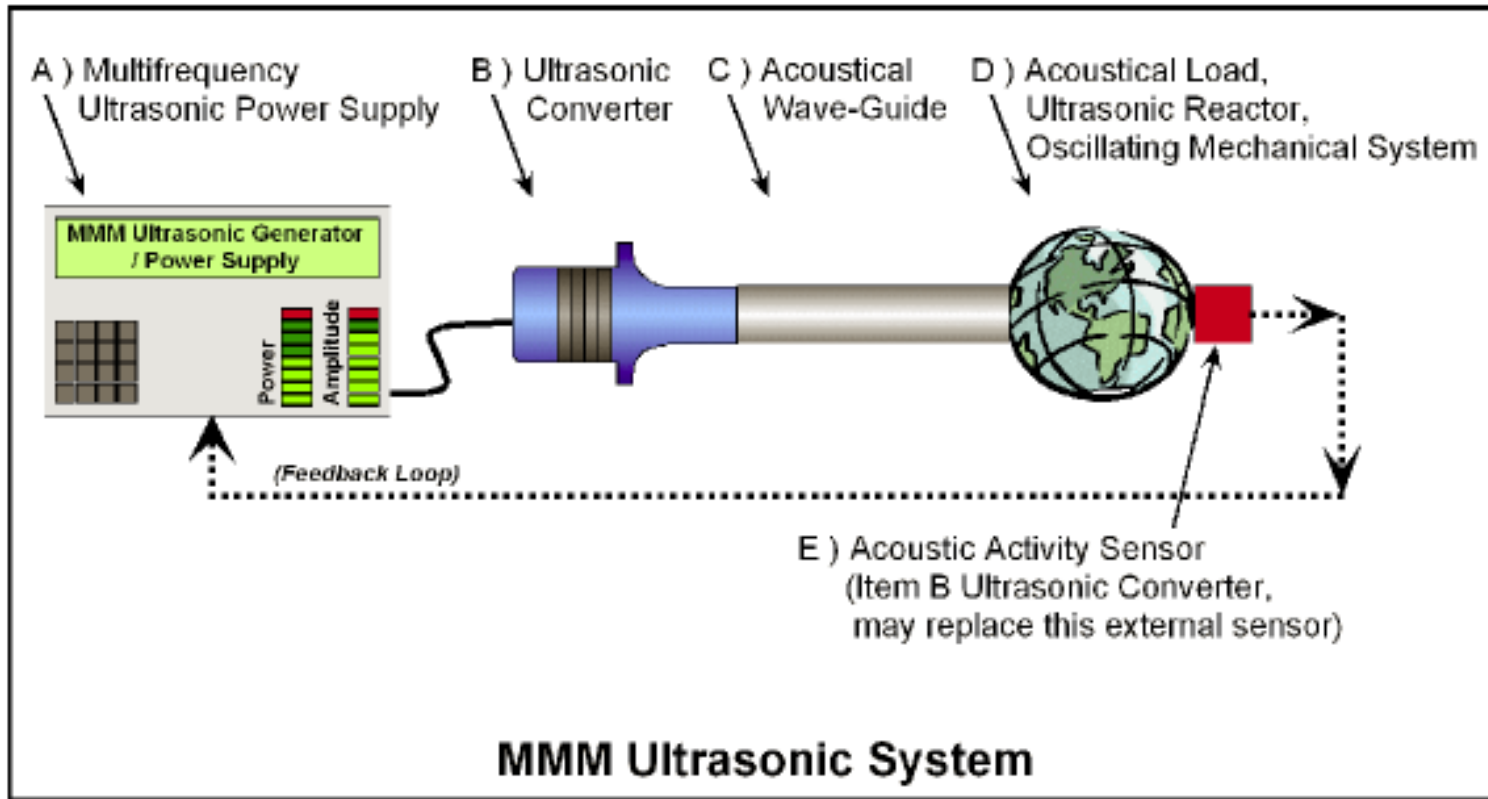 A ) Multifrequency
Ultrasonic Power Supply
B ) Ultrasonic
Converter
C ) Acoustical
Wave-Guide
D ) Acoustical Load,
Ultrasonic Reactor,
Oscillating Mechanical System
MMM Ultrasonic Generator
/ Power Supply
Power
Amplitude
(Feedback Loop)
E ) Acoustic Activity Sensor
(Item B Ultrasonic Converter,
may replace this external sensor)
MMM Ultrasonic System